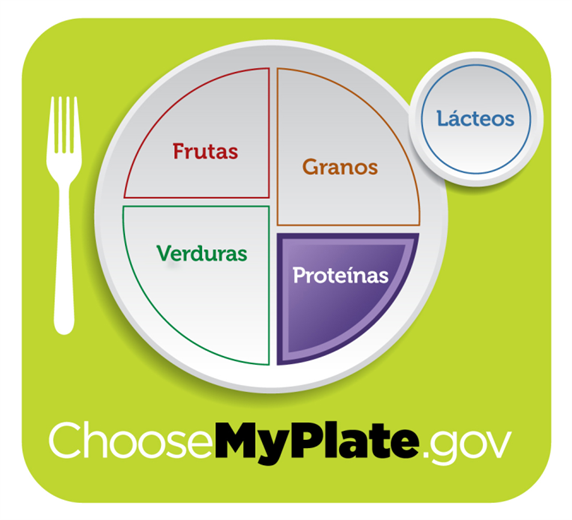 Frutas
Granos
Lácteos
Verduras
Proteínas
ChooseMyPlate.gov